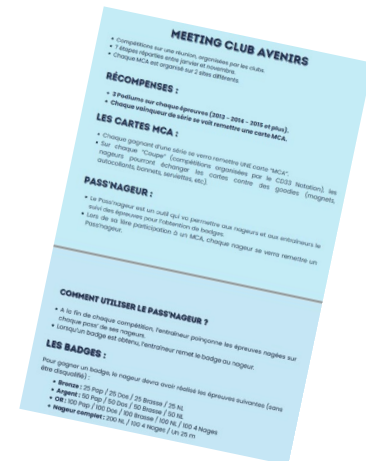 MEETING CLUB AVENIRS
• Compétitions sur une réunion, organisées par les clubs.
• 7 étapes réparties entre janvier et novembre.
• Chaque MCA est organisé sur 2 sites différents.
RÉCOMPENSES :
• 3 Podiums sur chaque épreuves (2013 - 2014 - 2015 et plus).
• Chaque vainqueur de série se voit remettre une carte MCA.
LES CARTES MCA :
• Chaque gagnant d'une série se verra remettre UNE carte "MCA".
• Sur chaque "Coupe" (compétitions organisées par le CD33 Natation), les
nageurs pourront échanger les cartes contre des goodies (magnets,
autocollants, bonnets, serviettes, etc).
PASS'NAGEUR :
• Le Pass'nageur est un outil qui va permettre aux nageurs et aux entraîneurs le
suivi des épreuves pour l'obtention de badges.
• Lors de sa 1ère participation à un MCA, chaque nageur se verra remettre un
Pass'nageur.
COMMENT UTILISER LE PASS'NAGEUR ?
• A la fin de chaque compétition, l'entraîneur poinçonne les épreuves nagées sur
chaque pass' de ses nageurs.
• Lorsqu'un badge est obtenu, l'entraîneur remet le badge au nageur.
LES BADGES :
Pour gagner un badge, le nageur devra avoir réalisé les épreuves suivantes (sans
être disqualifié) :
• Bronze : 25 Pap / 25 Dos / 25 Brasse / 25 NL
• Argent : 50 Pap / 50 Dos / 50 Brasse / 50 NL
• OR : 100 Pap / 100 Dos / 100 Brasse / 100 NL / 100 4 Nages
• Nageur complet : 200 NL / 100 4 Nages / Un 25 m